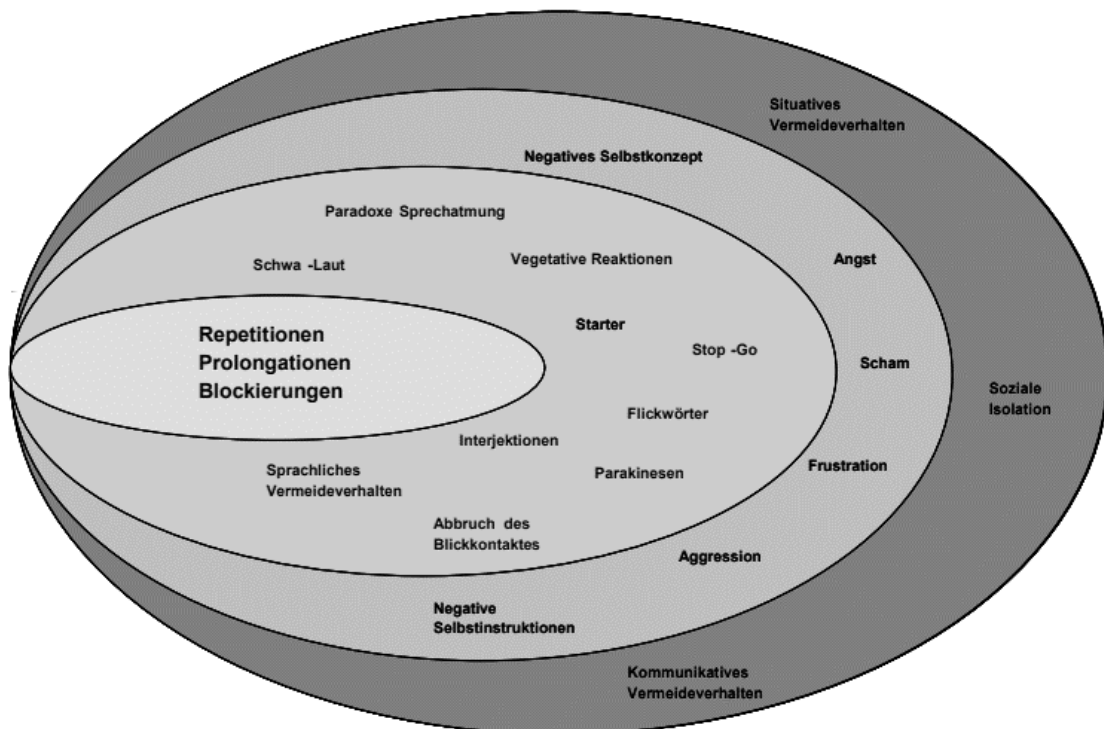 Situatives
Vermeideverhalten
Negatives Selbstkonzept
Paradoxe Sprechatmung
Vegetative Reaktionen
Angst
Schwa -Laut
Starter
Repetitionen
Prolongationen
Blockierungen
Stop -Go
Scham
Soziale
Isolation
Flickwörter
Interjektionen
Frustration
Sprachliches
Vermeideverhalten
Parakinesen
Abbruch des
Blickkontaktes
Aggression
Negative
Selbstinstruktionen
Kommunikatives
Vermeideverhalten